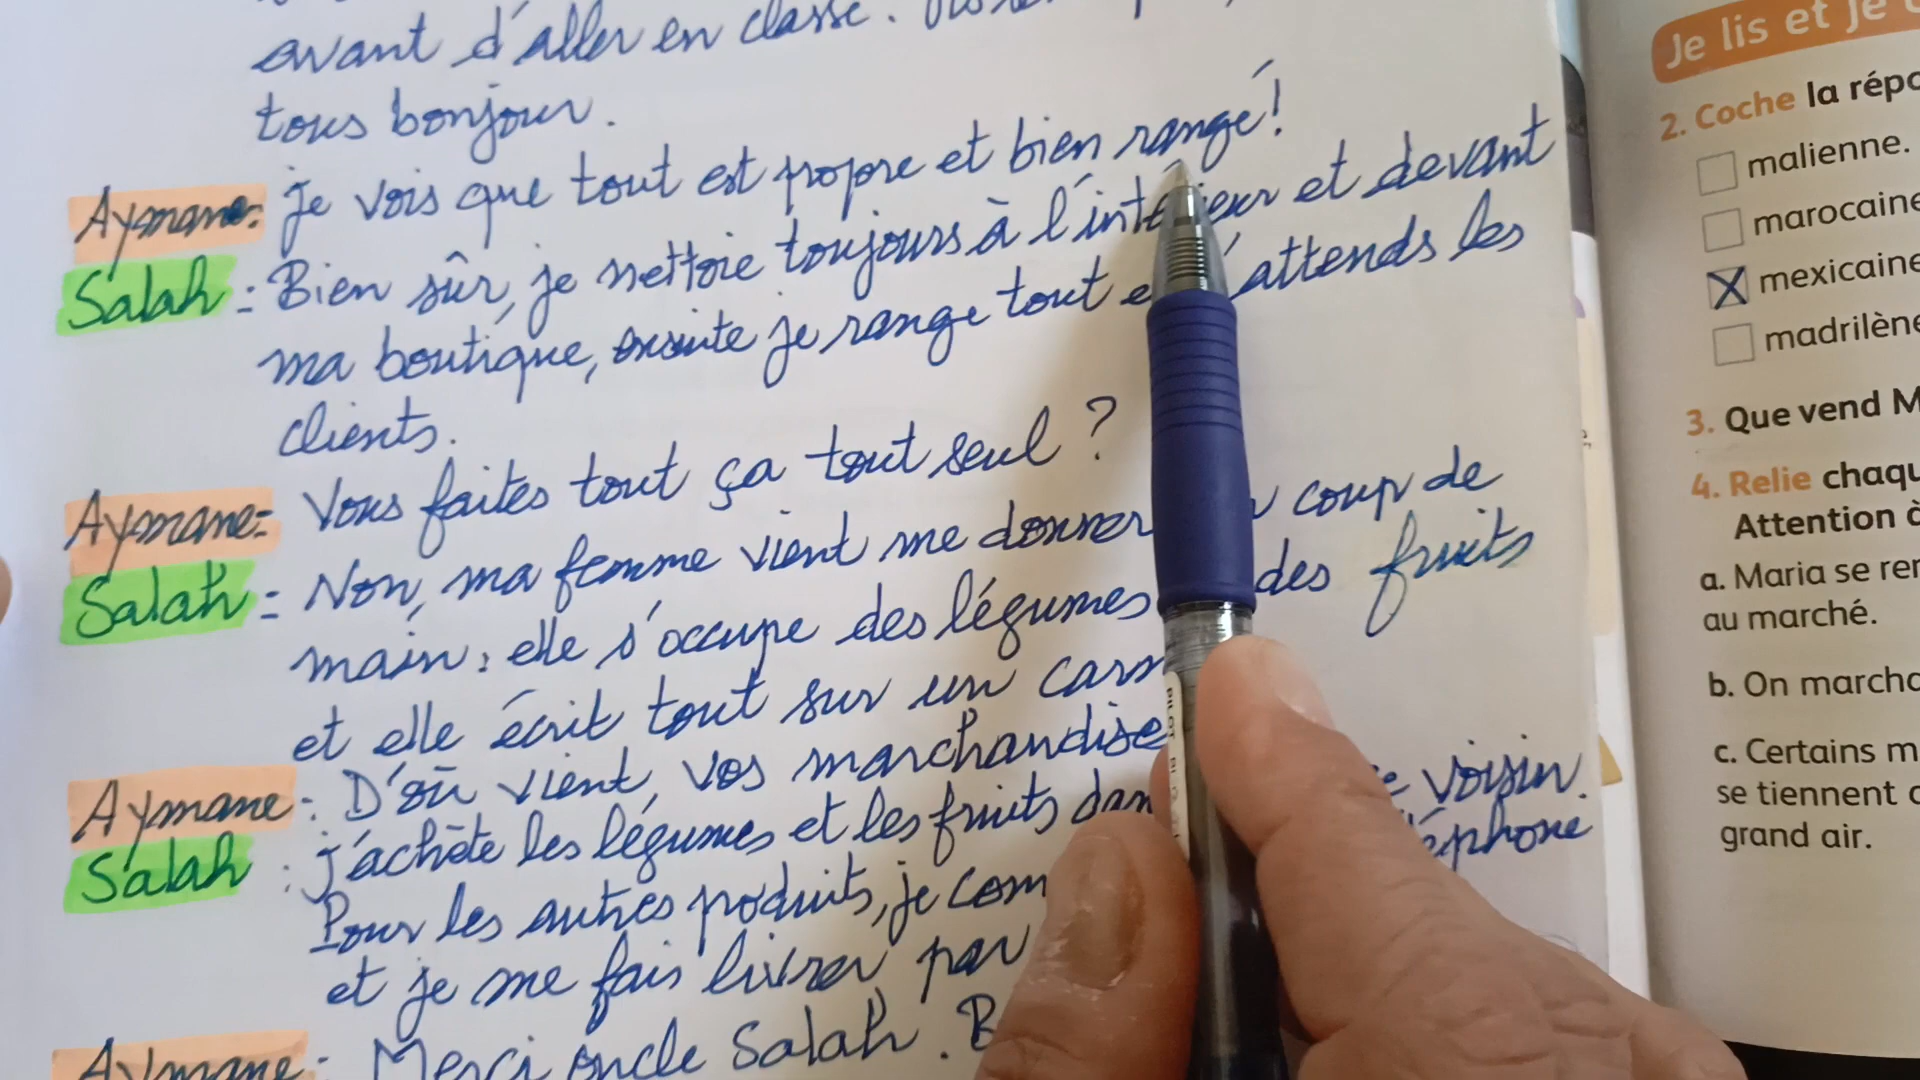 avant d'aller en classe.
tous bonjour.
Aymane: je vois que tout est propre et bien rangé!
Salah: Bien sûr, je nettoie toujours à l'intérieur et devant
ma boutique, ensuite je range tout et j'attends les
clients.
Aymane: Vous faites tout ça tout seul ?
Salah: Non, ma femme vient me donner coup de
main: elle s'occupe des légumes des fruits
et elle écrit tout sur un
Aymane: D'où vient, vos marchandise
Salah: j'achète les légumes et les fruits voisin.
Pour les autres produits, je
et je me fais livrer par
Aymane: Merci oncle Salah.
Je lis et je
2. Coche la
malienne.
marocaine
mexicaine
madrilène
3. Que vend
4. Relie
Attention à
a. Maria se
au marché.
b. On
c. Certains
se tiennent
grand air.